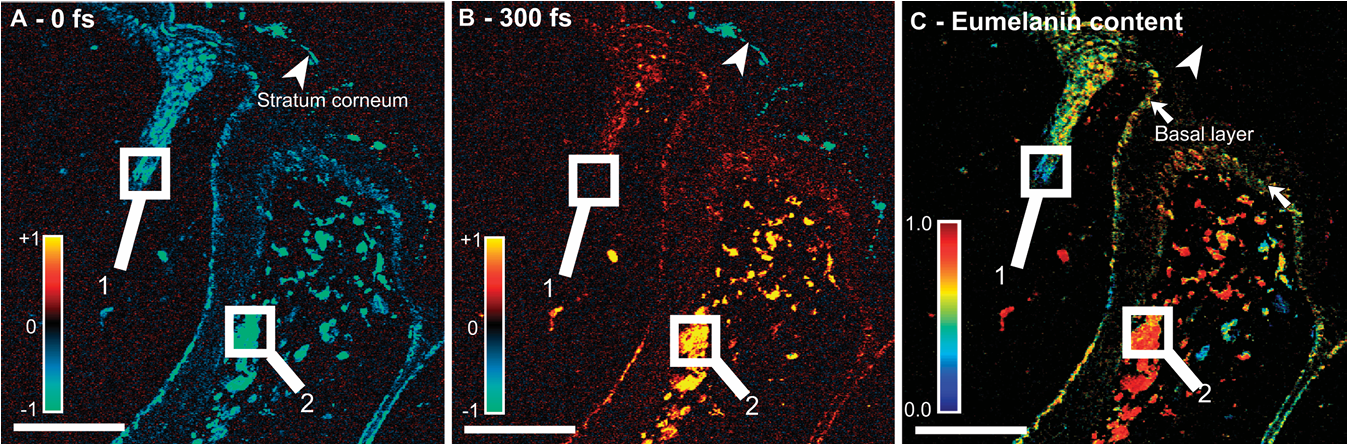 A - 0 fs
Stratum corneum
+1
0
-1
1
2
B - 300 fs
+1
0
-1
1
2
C - Eumelanin content
Basal layer
1.0
0.0
1
2